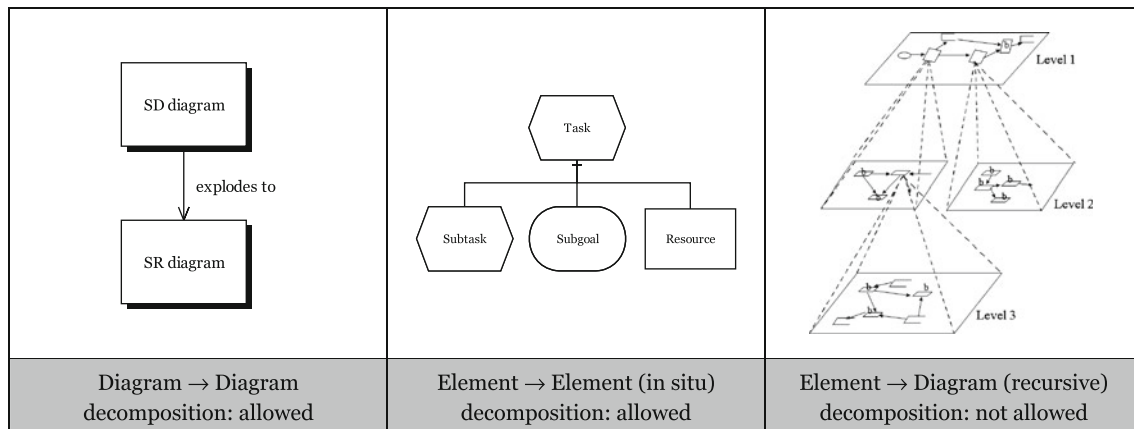 SD diagram
explodes to
SR diagram
Task
Subtask
Subgoal
Resource
b
Level 1
b
b
b
b
b
Level 2
b
b
b
Level 3
Diagram → Diagram
decomposition: allowed
Element → Element (in situ)
decomposition: allowed
Element → Diagram (recursive)
decomposition: not allowed